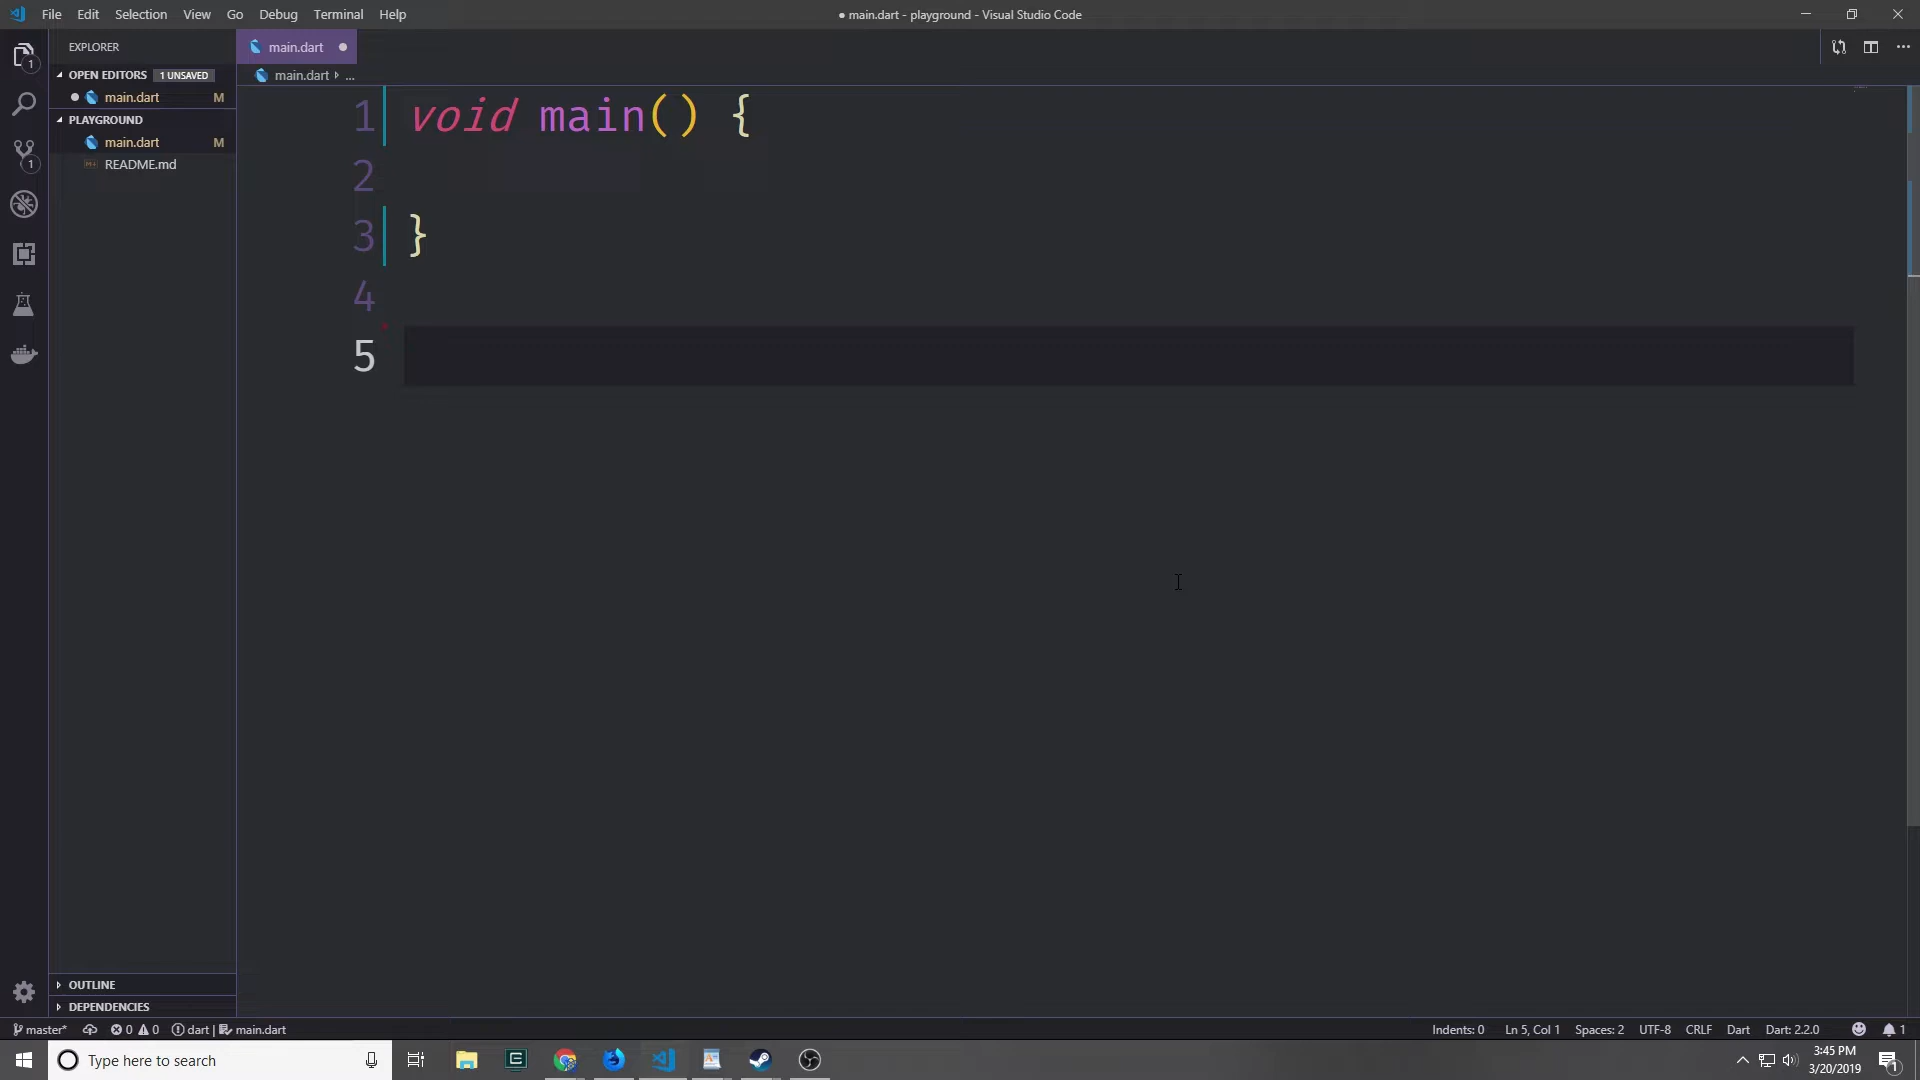 File Edit Selection View Go Debug Terminal Help
● main.dart - playground - Visual Studio Code
EXPLORER
main.dart ●
OPEN EDITORS 1 UNSAVED
main.dart ...
main.dart M
PLAYGROUND
main.dart M
README.md
1
1
1 void main() {
2
3 }
4
5
OUTLINE
DEPENDENCIES
master* 0 0 dart | main.dart
Indents: 0 Ln 5, Col 1 Spaces: 2 UTF-8 CRLF Dart Dart: 2.2.0 1
Type here to search
3:45 PM
3/20/2019
1